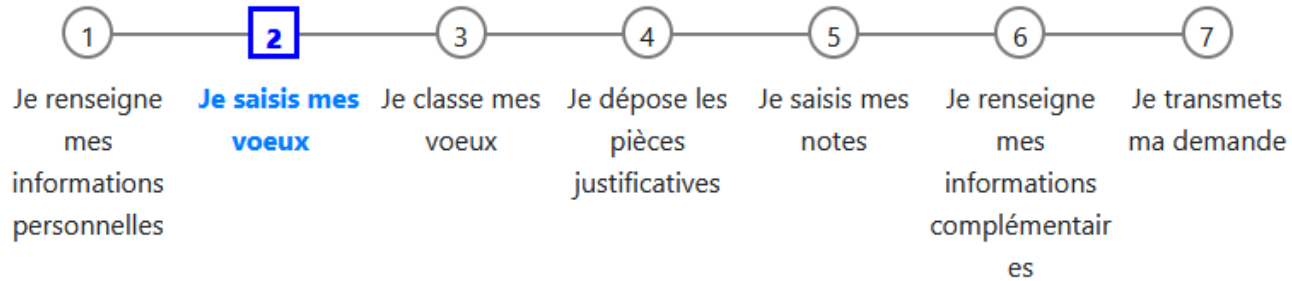 1
2
3
4
5
6
7
Je renseigne
mes
informations
personnelles
Je saisis mes
voeux
Je classe mes
voeux
Je dépose les
pièces
justificatives
Je saisis mes
notes
Je renseigne
mes
informations
complémentair
es
Je transmets
ma demande